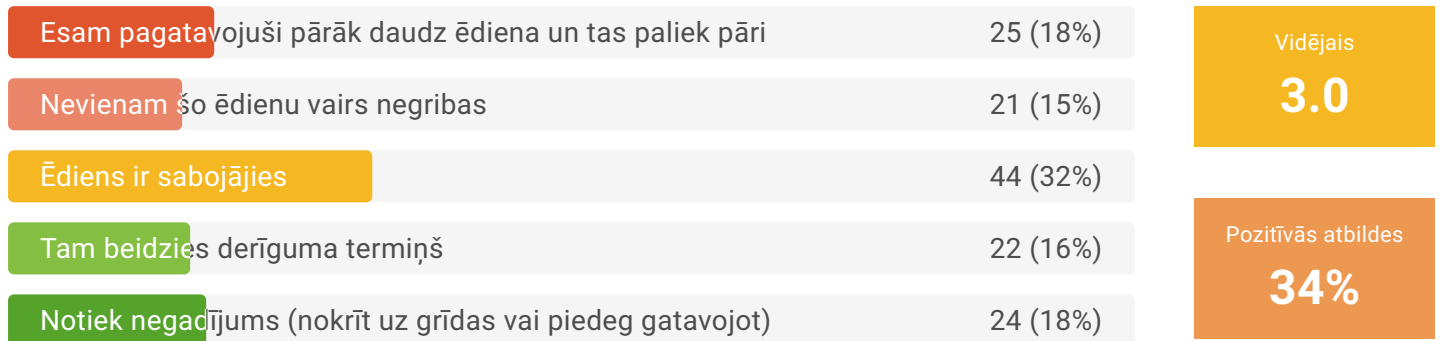 Esam pagatavojuši pārāk daudz ēdiena un tas paliek pāri 25 (18%)
Nevienam šo ēdienu vairs negribas 21 (15%)
Ēdiens ir sabojājies 44 (32%)
Tam beidzies derīguma termiņš 22 (16%)
Notiek negadījums (nokrīt uz grīdas vai piedeg gatavojot) 24 (18%)
Vidējais
3.0
Pozitīvās atbildes
34%